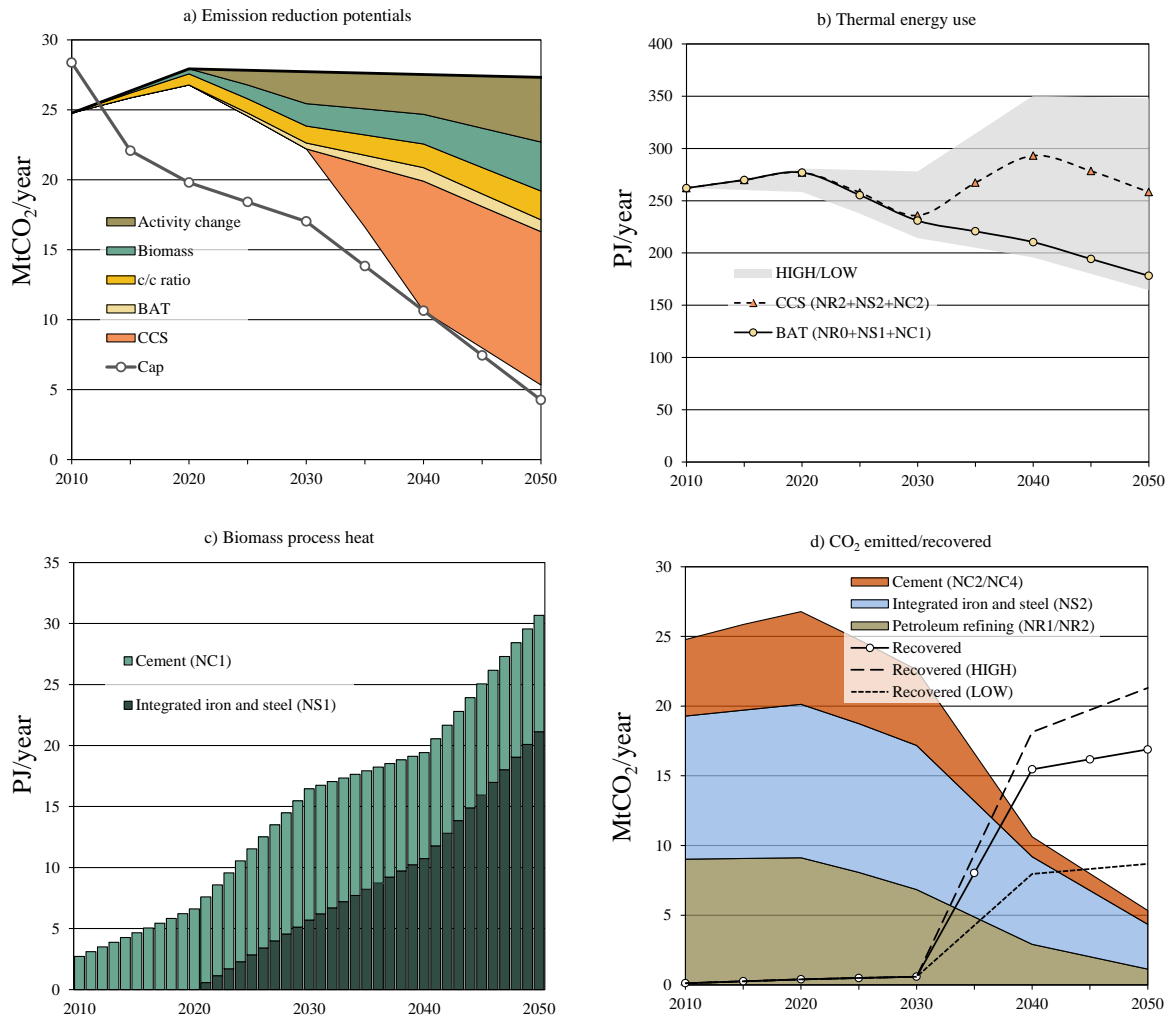 a) Emission reduction potentials
MtCO₂/year
30
25
20
15
10
5
0
Activity change
Biomass
c/c ratio
BAT
CCS
Cap
2010
2020
2030
2040
2050
b) Thermal energy use
PJ/year
400
350
300
250
200
150
100
50
0
HIGH/LOW
CCS (NR2+NS2+NC2)
BAT (NR0+NS1+NC1)
2010
2020
2030
2040
2050
c) Biomass process heat
PJ/year
35
30
25
20
15
10
5
0
Cement (NC1)
Integrated iron and steel (NS1)
2010
2020
2030
2040
2050
d) CO₂ emitted/recovered
MtCO₂/year
30
25
20
15
10
5
0
Cement (NC2/NC4)
Integrated iron and steel (NS2)
Petroleum refining (NR1/NR2)
Recovered
Recovered (HIGH)
Recovered (LOW)
2010
2020
2030
2040
2050